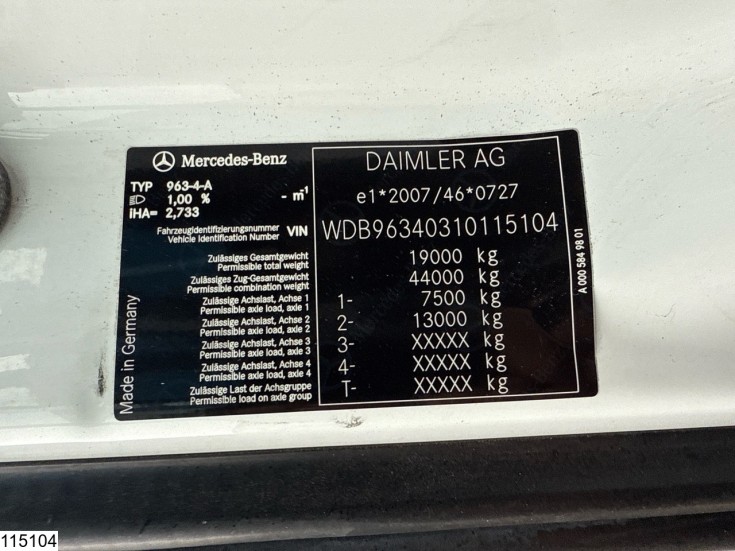 Mercedes-Benz
TYP 963-4-A
1,00 % - m⁻¹
IHA= 2,733
Fahrzeugidentifizierungsnummer
Vehicle Identification Number VIN
Zulässiges Gesamtgewicht
Permissible total weight
Zulässiges Zug-Gesamtgewicht
Permissible combination weight
Zulässige Achslast, Achse 1
Permissible axle load, axle 1
Zulässige Achslast, Achse 2
Permissible axle load, axle 2
Zulässige Achslast, Achse 3
Permissible axle load, axle 3
Zulässige Achslast, Achse 4
Permissible axle load, axle 4
Zulässige Last der Achsgruppe
Permissible load on axle group
Made in Germany
DAIMLER AG
e1*2007/46*0727
WDB96340310115104
19000 kg
44000 kg
1- 7500 kg
2- 13000 kg
3- XXXXX kg
4- XXXXX kg
T- XXXXX kg
A 000 584 98 01
115104